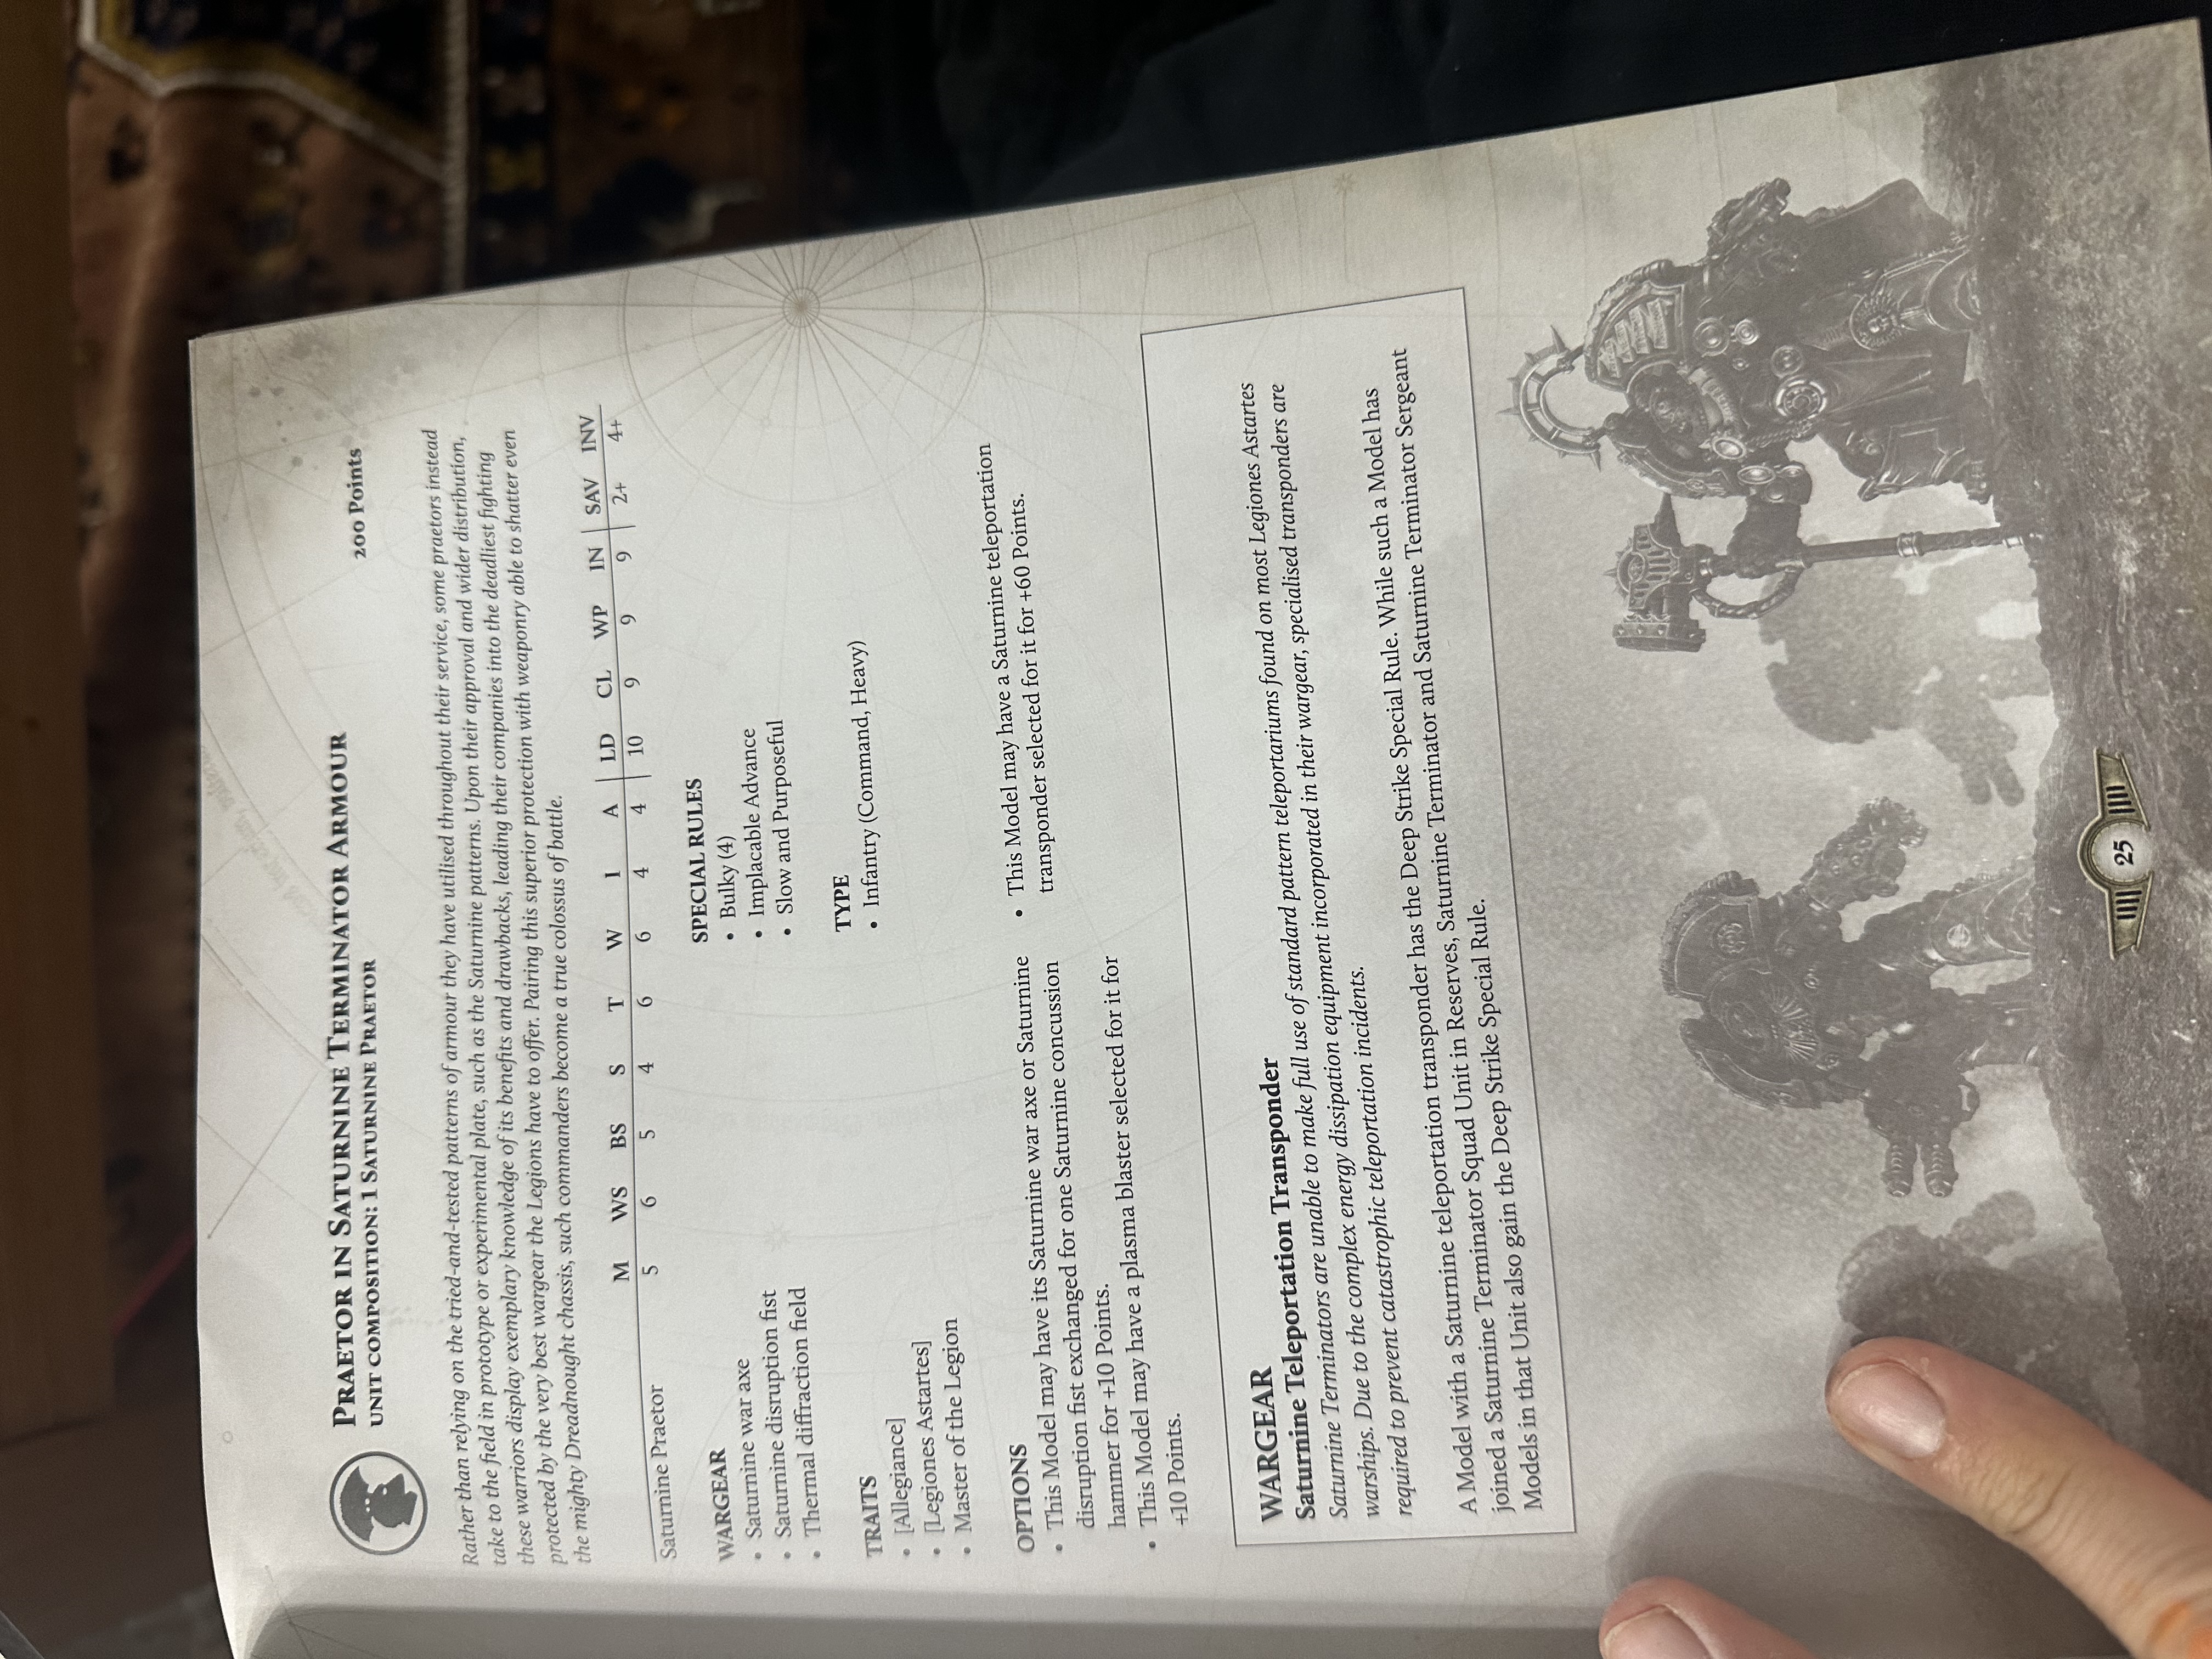 PRAETOR IN SATURNINE TERMINATOR ARMOUR
UNIT COMPOSITION: 1 SATURNINE PRAETOR
200 Points
Rather than relying on the tried-and-tested patterns of armour they have utilised throughout their service, some praetors instead
take to the field in prototype or experimental plate, such as the Saturnine patterns. Upon their approval and wider distribution,
these warriors display exemplary knowledge of its benefits and drawbacks, leading their companies into the deadliest fighting
protected by the very best wargear the Legions have to offer. Pairing this superior protection with weaponry able to shatter even
the mighty Dreadnought chassis, such commanders become a true colossus of battle.
M WS BS S T W I A LD CL WP IN SAV INV
Saturnine Praetor 5 6 5 4 6 6 4 4 10 9 9 9 2+ 4+
WARGEAR
• Saturnine war axe
• Saturnine disruption fist
• Thermal diffraction field
TRAITS
• [Allegiance]
• [Legiones Astartes]
• Master of the Legion
SPECIAL RULES
• Bulky (4)
• Implacable Advance
• Slow and Purposeful
TYPE
• Infantry (Command, Heavy)
OPTIONS
• This Model may have its Saturnine war axe or Saturnine
disruption fist exchanged for one Saturnine concussion
hammer for +10 Points.
• This Model may have a plasma blaster selected for it for
+10 Points.
• This Model may have a Saturnine teleportation
transponder selected for it for +60 Points.
WARGEAR
Saturnine Teleportation Transponder
Saturnine Terminators are unable to make full use of standard pattern teleportariums found on most Legiones Astartes
warships. Due to the complex energy dissipation equipment incorporated in their wargear, specialised transponders are
required to prevent catastrophic teleportation incidents.
A Model with a Saturnine teleportation transponder has the Deep Strike Special Rule. While such a Model has
joined a Saturnine Terminator Squad Unit in Reserves, Saturnine Terminator and Saturnine Terminator Sergeant
Models in that Unit also gain the Deep Strike Special Rule.
25